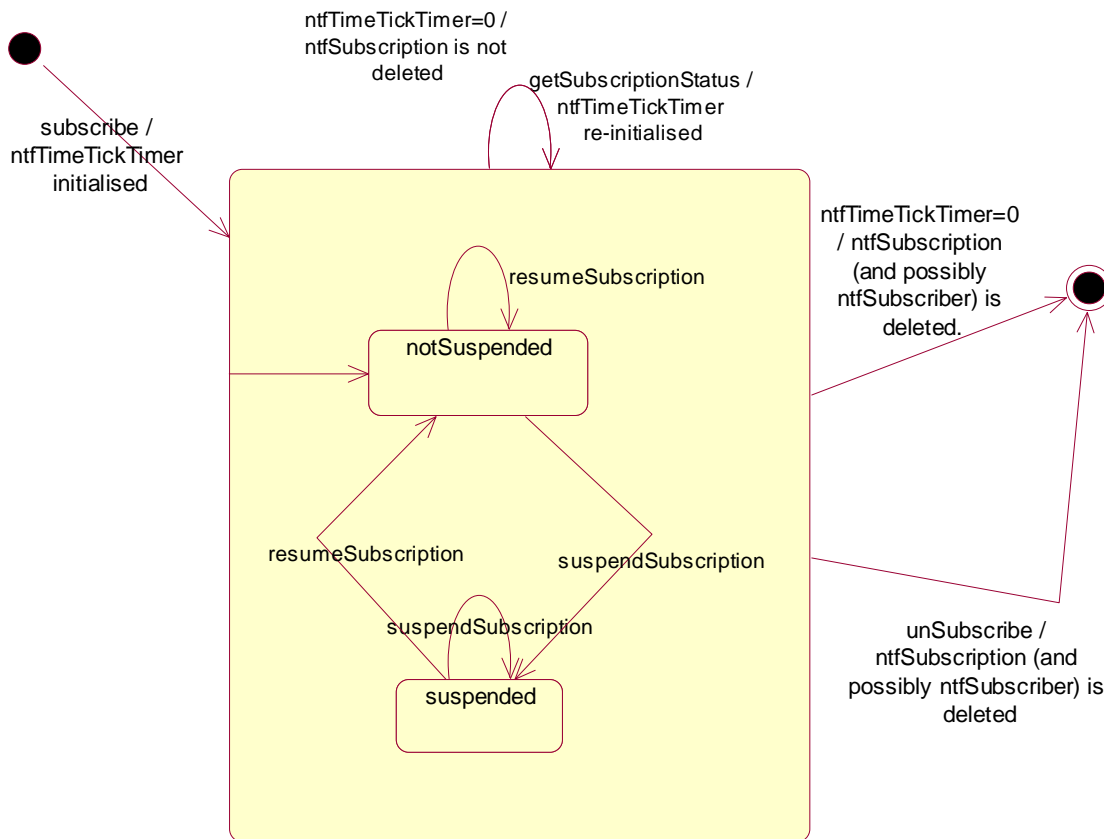 ntfTimeTickTimer=0 /
ntfSubscription is not
deleted
getSubscriptionStatus /
ntfTimeTickTimer
re-initialised
subscribe /
ntfTimeTickTimer
initialised
ntfTimeTickTimer=0
/ ntfSubscription
(and possibly
ntfSubscriber) is
deleted.
resumeSubscription
notSuspended
resumeSubscription
suspendSubscription
suspendSubscription
suspended
unSubscribe /
ntfSubscription (and
possibly ntfSubscriber) is
deleted